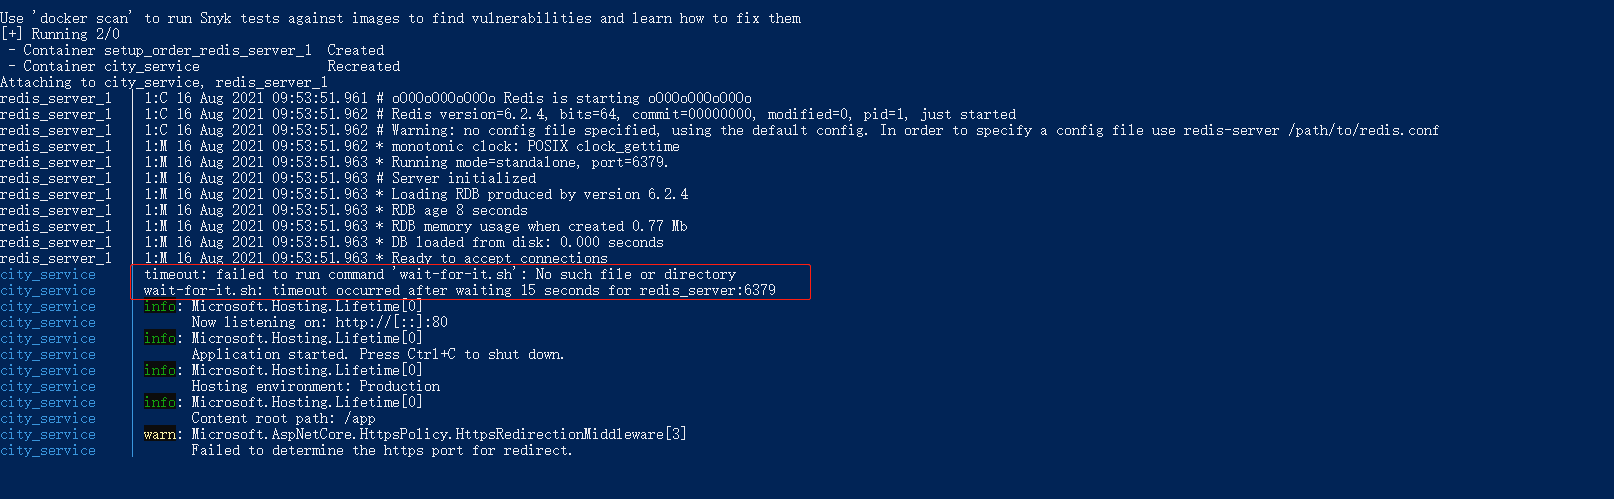 Use 'docker scan' to run Snyk tests against images to find vulnerabilities and learn how to fix them
[+] Running 2/0
 - Container setup_order_redis_server_1  Created
 - Container city_service                Recreated
Attaching to city_service, redis_server_1
redis_server_1  | 1:C 16 Aug 2021 09:53:51.961 # oO0OoO0OoO0Oo Redis is starting oO0OoO0OoO0Oo
redis_server_1  | 1:C 16 Aug 2021 09:53:51.962 # Redis version=6.2.4, bits=64, commit=00000000, modified=0, pid=1, just started
redis_server_1  | 1:C 16 Aug 2021 09:53:51.962 # Warning: no config file specified, using the default config. In order to specify a config file use redis-server /path/to/redis.conf
redis_server_1  | 1:M 16 Aug 2021 09:53:51.962 * monotonic clock: POSIX clock_gettime
redis_server_1  | 1:M 16 Aug 2021 09:53:51.963 * Running mode=standalone, port=6379.
redis_server_1  | 1:M 16 Aug 2021 09:53:51.963 # Server initialized
redis_server_1  | 1:M 16 Aug 2021 09:53:51.963 * Loading RDB produced by version 6.2.4
redis_server_1  | 1:M 16 Aug 2021 09:53:51.963 * RDB age 8 seconds
redis_server_1  | 1:M 16 Aug 2021 09:53:51.963 * RDB memory usage when created 0.77 Mb
redis_server_1  | 1:M 16 Aug 2021 09:53:51.963 * DB loaded from disk: 0.000 seconds
redis_server_1  | 1:M 16 Aug 2021 09:53:51.963 * Ready to accept connections
city_service    | timeout: failed to run command 'wait-for-it.sh': No such file or directory
city_service    | wait-for-it.sh: timeout occurred after waiting 15 seconds for redis_server:6379
city_service    | info: Microsoft.Hosting.Lifetime[0]
city_service    |       Now listening on: http://[::]:80
city_service    | info: Microsoft.Hosting.Lifetime[0]
city_service    |       Application started. Press Ctrl+C to shut down.
city_service    | info: Microsoft.Hosting.Lifetime[0]
city_service    |       Hosting environment: Production
city_service    | info: Microsoft.Hosting.Lifetime[0]
city_service    |       Content root path: /app
city_service    | warn: Microsoft.AspNetCore.HttpsPolicy.HttpsRedirectionMiddleware[3]
city_service    |       Failed to determine the https port for redirect.